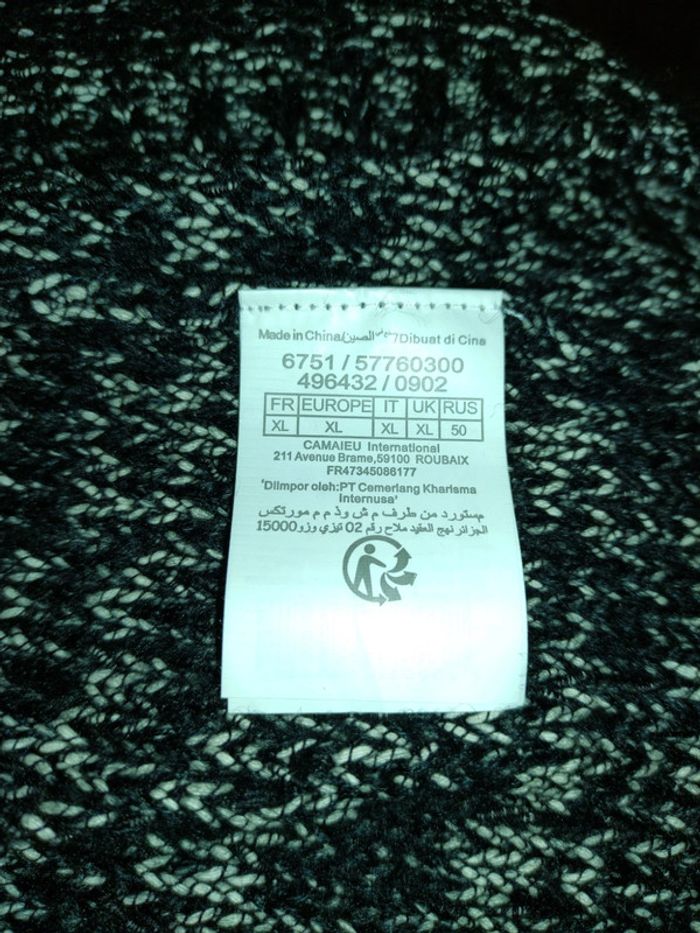 Made in China/صنع في الصين/Dibuat di Cina
6751 / 57760300
496432 / 0902
FR EUROPE IT UK RUS
XL XL XL XL 50
CAMAIEU International
211 Avenue Brame,59100 ROUBAIX
FR47345086177
'Diimpor oleh:PT Cemerlang Kharisma
Internusa'
مستورد من طرف م ش وذ م م مورتكس
الجزائر نهج العقيد ملاح رقم 02 تيزي وزو 15000